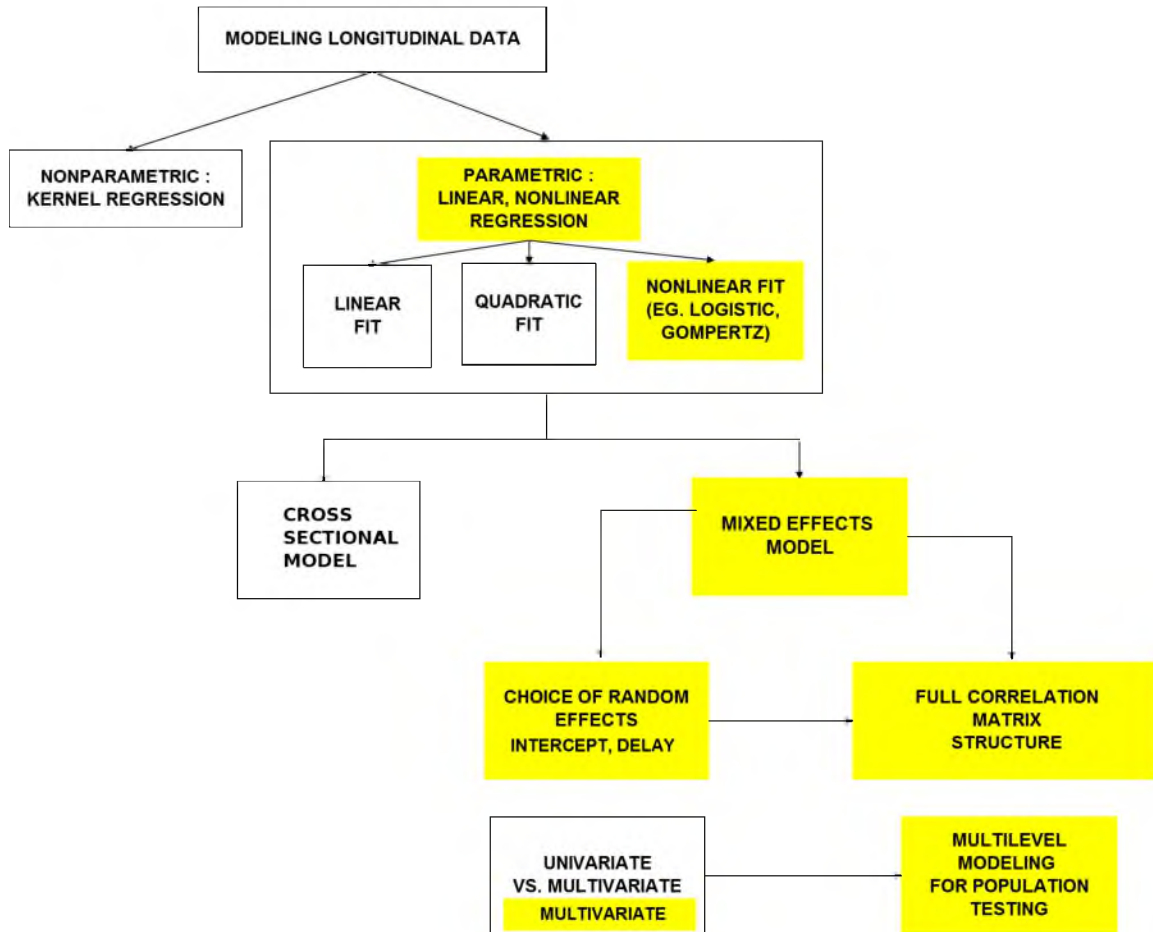 MODELING LONGITUDINAL DATA
NONPARAMETRIC :
KERNEL REGRESSION
PARAMETRIC :
LINEAR, NONLINEAR
REGRESSION
LINEAR
FIT
QUADRATIC
FIT
NONLINEAR FIT
(EG. LOGISTIC,
GOMPERTZ)
CROSS
SECTIONAL
MODEL
MIXED EFFECTS
MODEL
CHOICE OF RANDOM
EFFECTS
INTERCEPT, DELAY
FULL CORRELATION
MATRIX
STRUCTURE
UNIVARIATE
VS. MULTIVARIATE
MULTIVARIATE
MULTILEVEL
MODELING
FOR POPULATION
TESTING